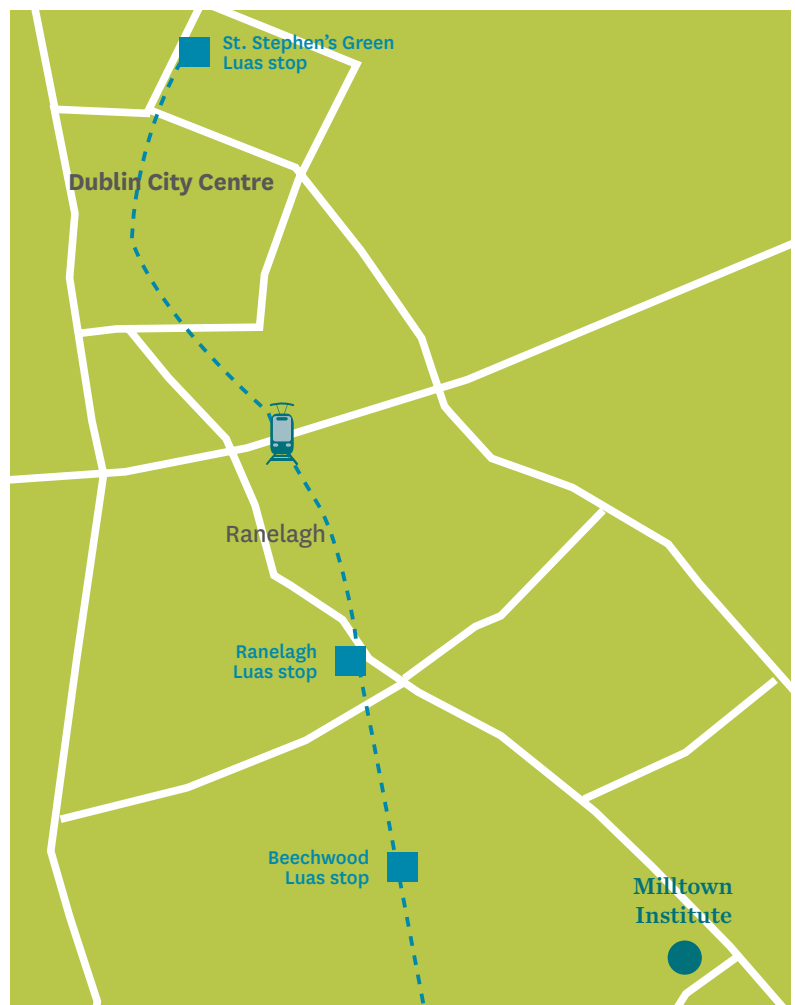 St. Stephen’s Green
Luas stop
Dublin City Centre
Ranelagh
Ranelagh
Luas stop
Beechwood
Luas stop
Milltown
Institute